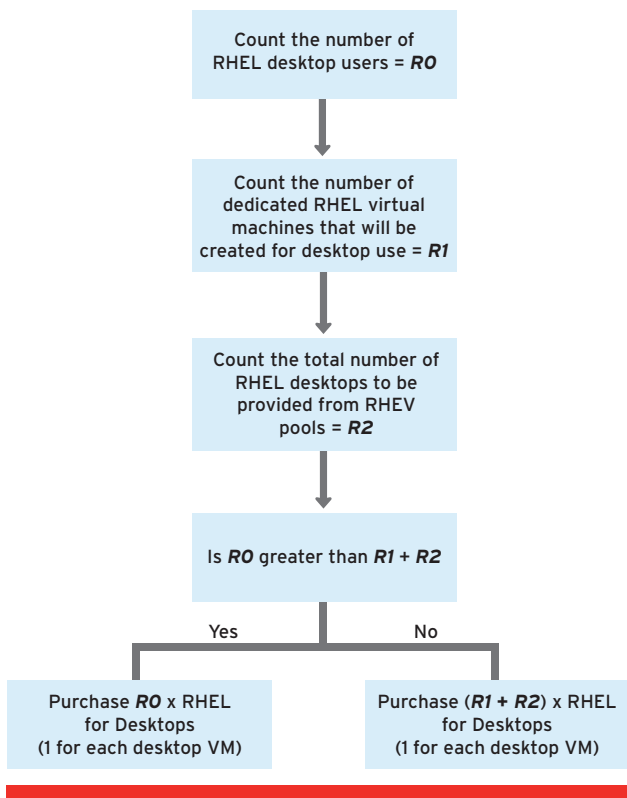 Count the number of
RHEL desktop users = R0
Count the number of
dedicated RHEL virtual
machines that will be
created for desktop use = R1
Count the total number of
RHEL desktops to be
provided from RHEV
pools = R2
Is R0 greater than R1 + R2
Yes
No
Purchase R0 x RHEL
for Desktops
(1 for each desktop VM)
Purchase (R1 + R2) x RHEL
for Desktops
(1 for each desktop VM)